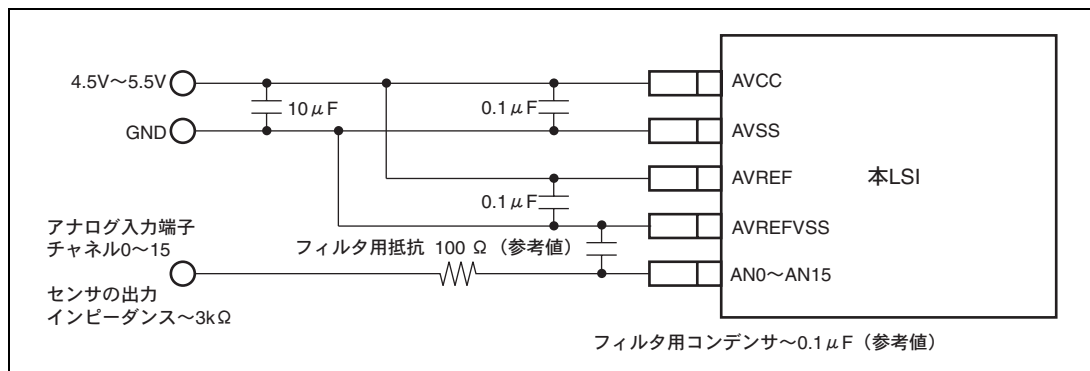 4.5V～5.5V
10μF
0.1μF
AVCC
GND
AVSS
AVREF
本LSI
0.1μF
AVREFVSS
アナログ入力端子
チャネル0～15
フィルタ用抵抗 100 Ω（参考値）
AN0～AN15
センサの出力
インピーダンス～3kΩ
フィルタ用コンデンサ～0.1μF（参考値）